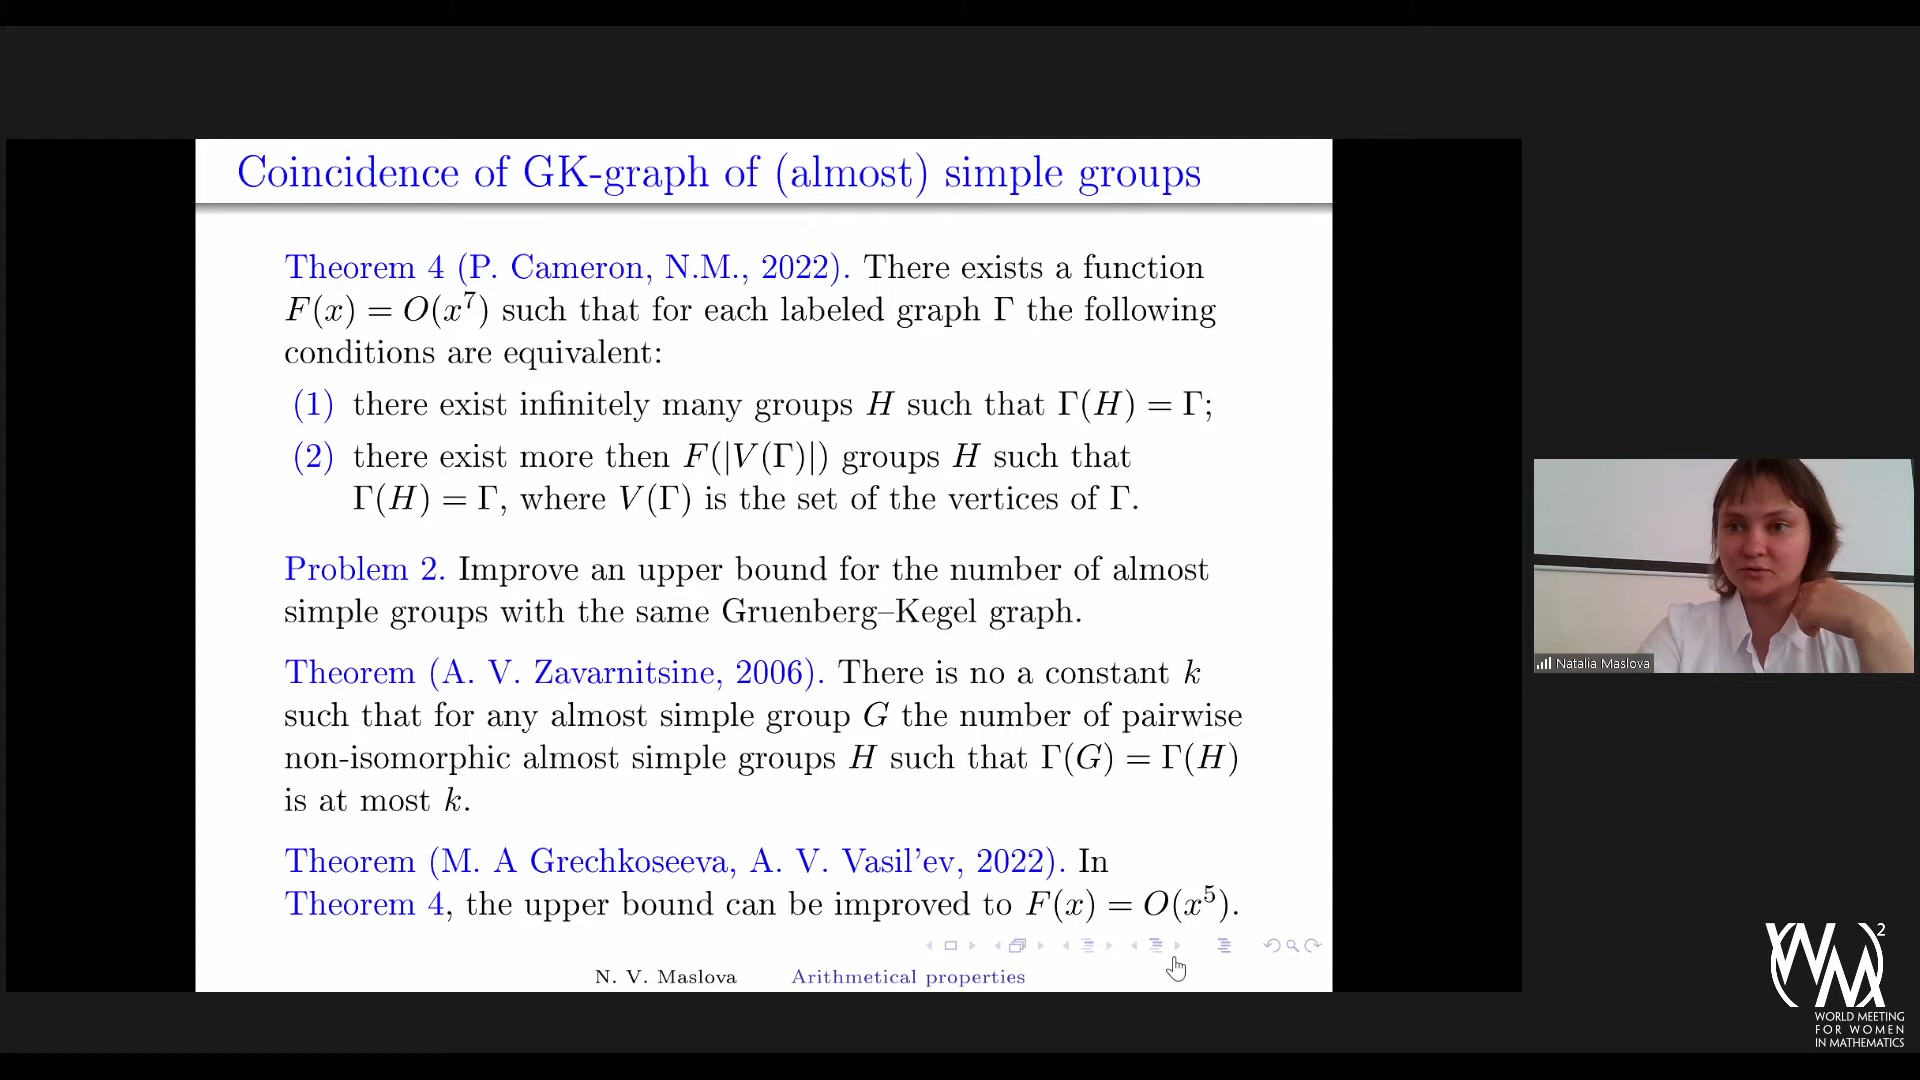 Coincidence of GK-graph of (almost) simple groups
Theorem 4 (P. Cameron, N.M., 2022). There exists a function
F(x) = O(x⁷) such that for each labeled graph Γ the following
conditions are equivalent:
(1) there exist infinitely many groups H such that Γ(H) = Γ;
(2) there exist more then F(|V(Γ)|) groups H such that
Γ(H) = Γ, where V(Γ) is the set of the vertices of Γ.
Problem 2. Improve an upper bound for the number of almost
simple groups with the same Gruenberg–Kegel graph.
Theorem (A. V. Zavarnitsine, 2006). There is no a constant k
such that for any almost simple group G the number of pairwise
non-isomorphic almost simple groups H such that Γ(G) = Γ(H)
is at most k.
Theorem (M. A Grechkoseeva, A. V. Vasil'ev, 2022). In
Theorem 4, the upper bound can be improved to F(x) = O(x⁵).
N. V. Maslova Arithmetical properties
Natalia Maslova
WM²
WORLD MEETING
FOR WOMEN
IN MATHEMATICS